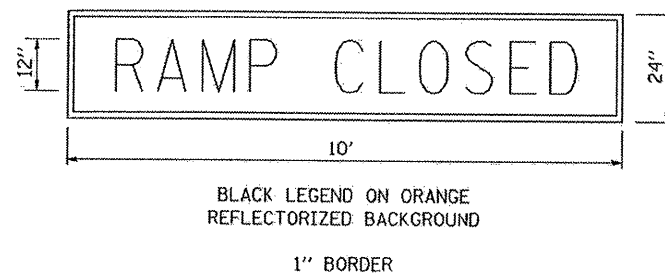 12"
RAMP CLOSED
24"
10'
BLACK LEGEND ON ORANGE
REFLECTORIZED BACKGROUND
1" BORDER